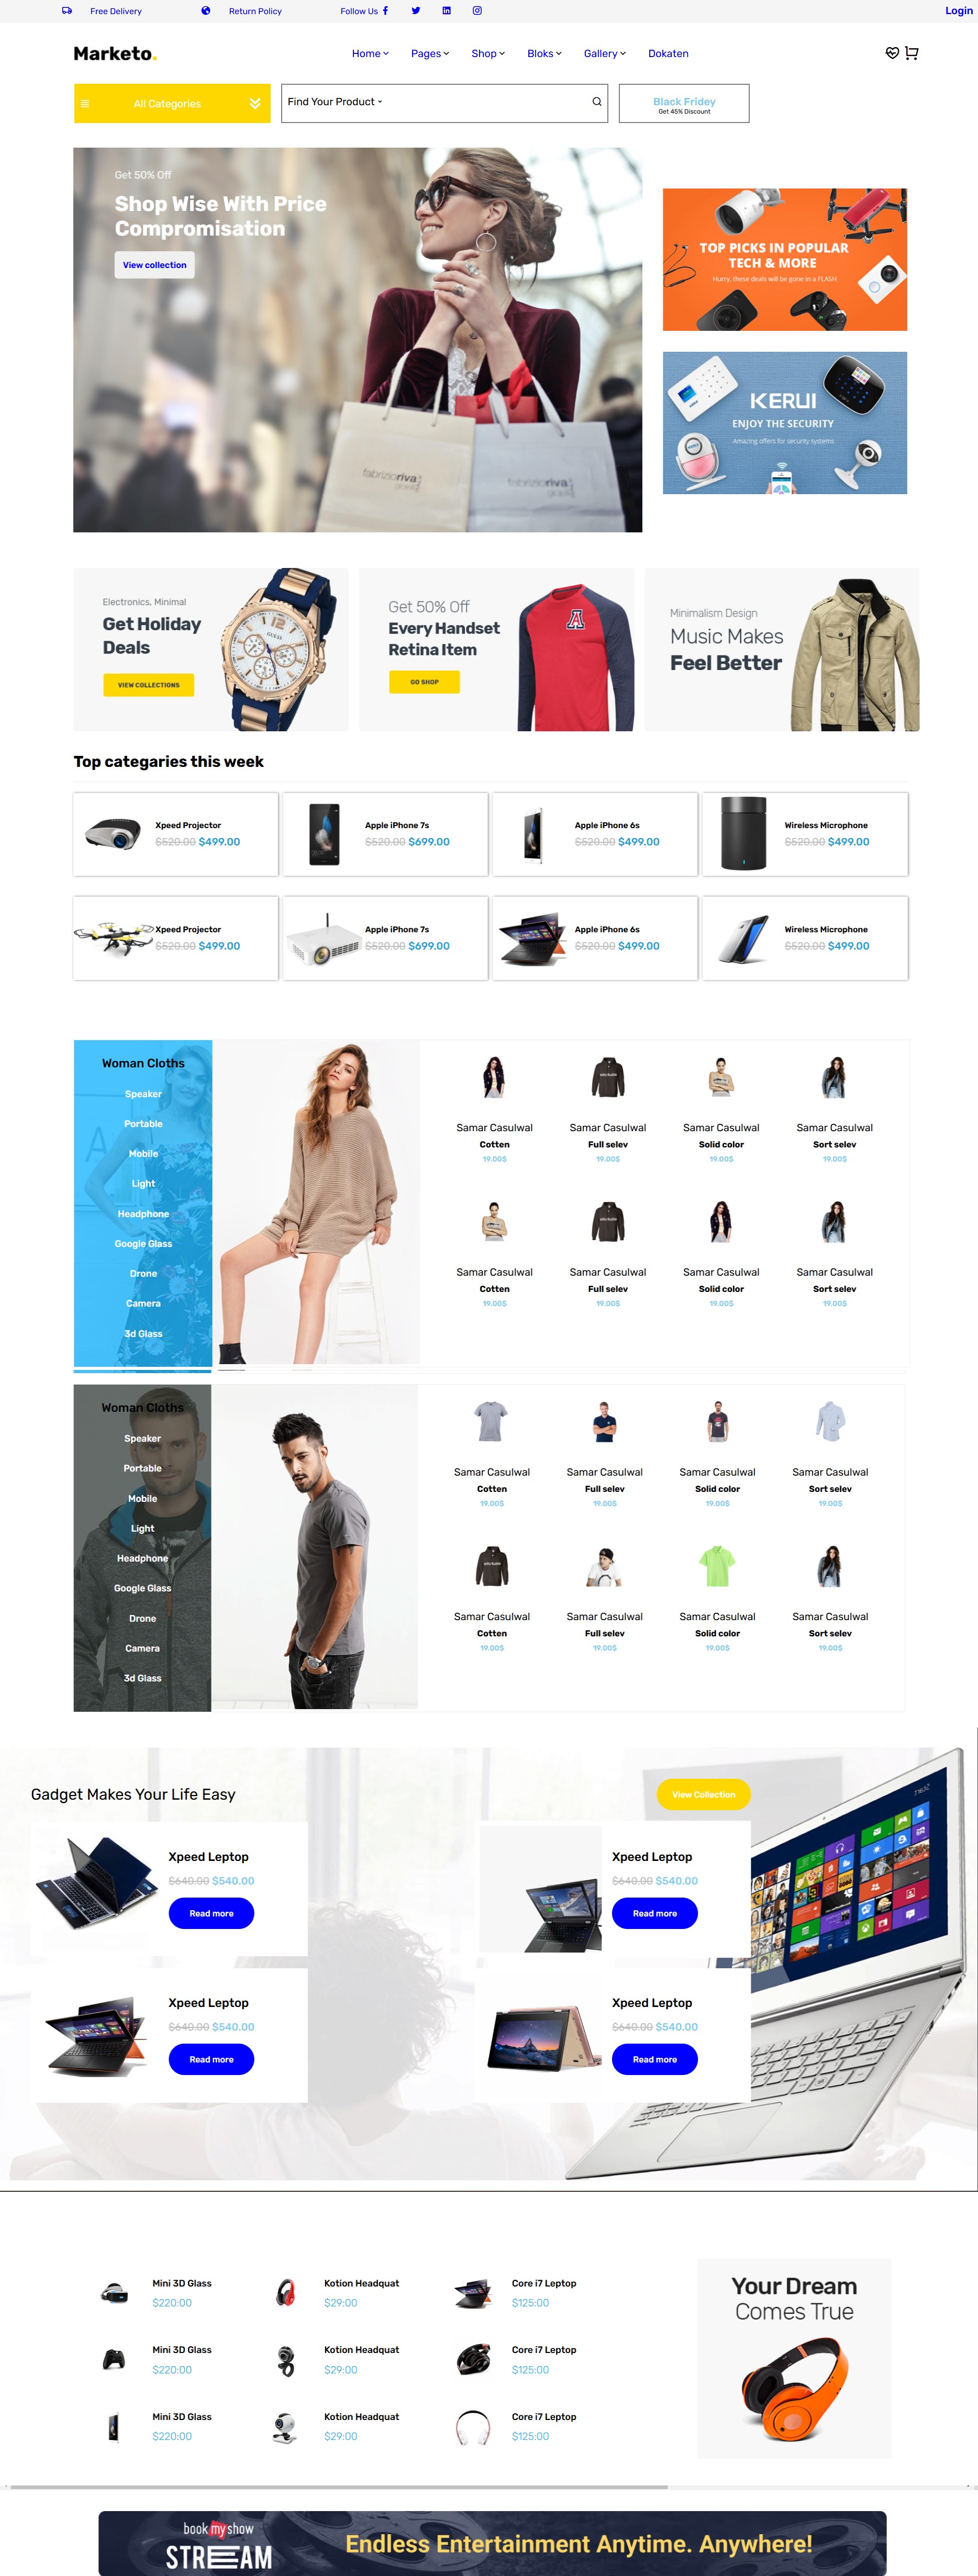 Free Delivery
Return Policy
Follow Us
Login
Marketo.
Home
Pages
Shop
Bloks
Gallery
Dokaten
All Categories
Find Your Product
Black Fridey
Get 45% Discount
Get 50% Off
Shop Wise With Price
Compromisation
View collection
fabrizioriva
fabrizioriva
TOP PICKS IN POPULAR
TECH & MORE
Hurry, these deals will be gone in a FLASH
KERUI
ENJOY THE SECURITY
Amazing offers for security systems
Electronics, Minimal
Get Holiday
Deals
VIEW COLLECTIONS
GUESS
Get 50% Off
Every Handset
Retina Item
GO SHOP
A
Minimalism Design
Music Makes
Feel Better
Top categaries this week
Xpeed Projector
$520.00 $499.00
Apple iPhone 7s
$520.00 $699.00
Apple iPhone 6s
$520.00 $499.00
Wireless Microphone
$520.00 $499.00
Xpeed Projector
$520.00 $499.00
Apple iPhone 7s
$520.00 $699.00
Apple iPhone 6s
$520.00 $499.00
Wireless Microphone
$520.00 $499.00
Woman Cloths
Speaker
Portable
Mobile
Light
Headphone
Google Glass
Drone
Camera
3d Glass
Samar Casulwal
Cotten
19.00$
Samar Casulwal
Full selev
19.00$
Samar Casulwal
Solid color
19.00$
Samar Casulwal
Sort selev
19.00$
Samar Casulwal
Cotten
19.00$
Samar Casulwal
Full selev
19.00$
Samar Casulwal
Solid color
19.00$
Samar Casulwal
Sort selev
19.00$
Woman Cloths
Speaker
Portable
Mobile
Light
Headphone
Google Glass
Drone
Camera
3d Glass
Samar Casulwal
Cotten
19.00$
Samar Casulwal
Full selev
19.00$
Samar Casulwal
Solid color
19.00$
Samar Casulwal
Sort selev
19.00$
Samar Casulwal
Cotten
19.00$
Samar Casulwal
Full selev
19.00$
Samar Casulwal
Solid color
19.00$
Samar Casulwal
Sort selev
19.00$
Gadget Makes Your Life Easy
View Collection
Xpeed Leptop
$640.00 $540.00
Read more
Xpeed Leptop
$640.00 $540.00
Read more
Xpeed Leptop
$640.00 $540.00
Read more
Xpeed Leptop
$640.00 $540.00
Read more
Mini 3D Glass
$220:00
Kotion Headquat
$29:00
Core i7 Leptop
$125:00
Mini 3D Glass
$220:00
Kotion Headquat
$29:00
Core i7 Leptop
$125:00
Mini 3D Glass
$220:00
Kotion Headquat
$29:00
Core i7 Leptop
$125:00
Your Dream
Comes True
book my show
STREAM
Endless Entertainment Anytime. Anywhere!